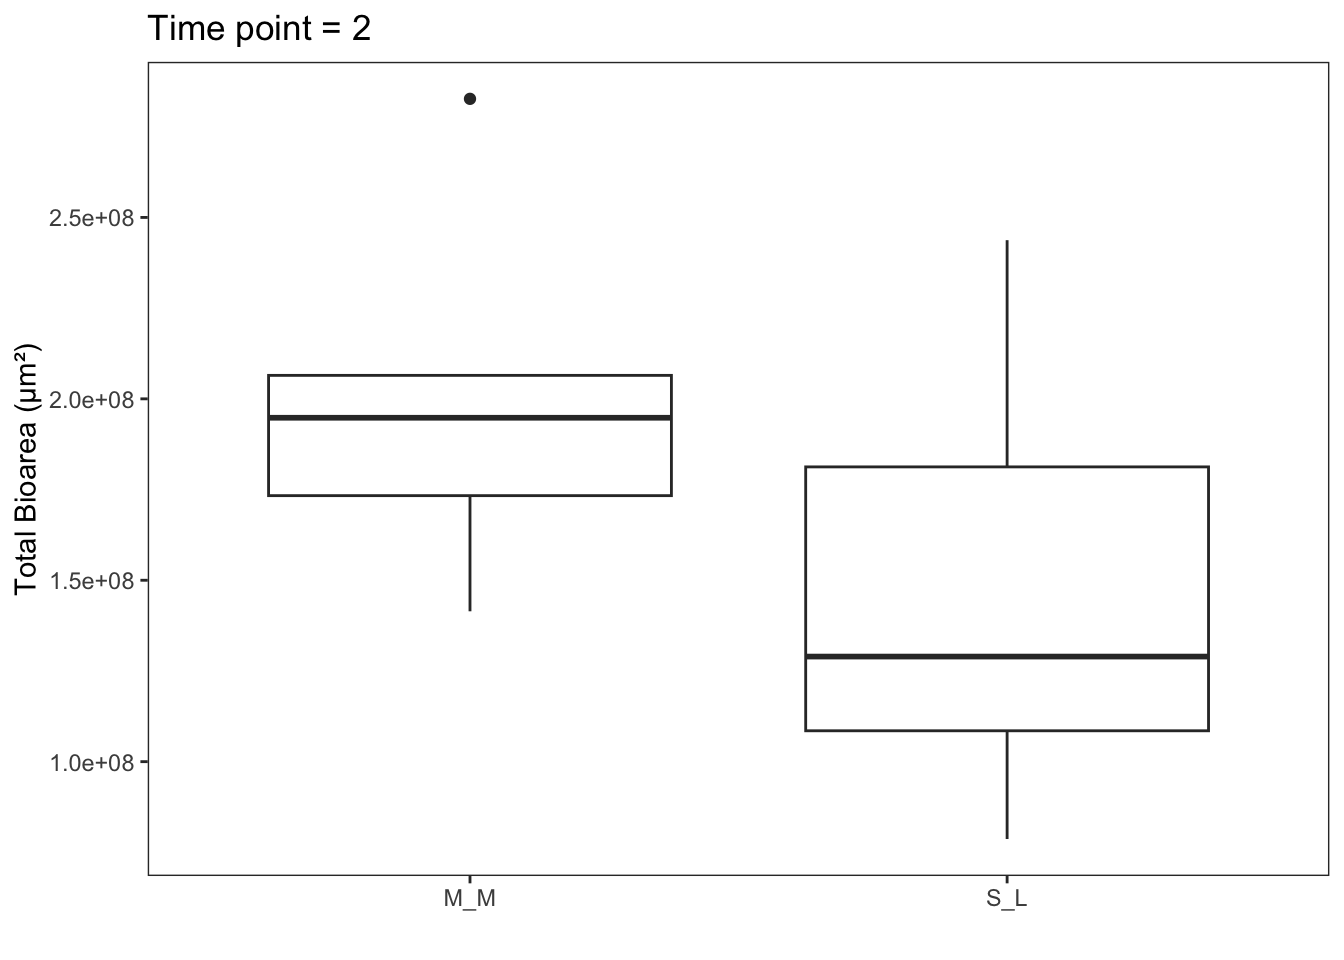 Time point = 2
Total Bioarea (µm²)
2.5e+08
2.0e+08
1.5e+08
1.0e+08
M_M
S_L